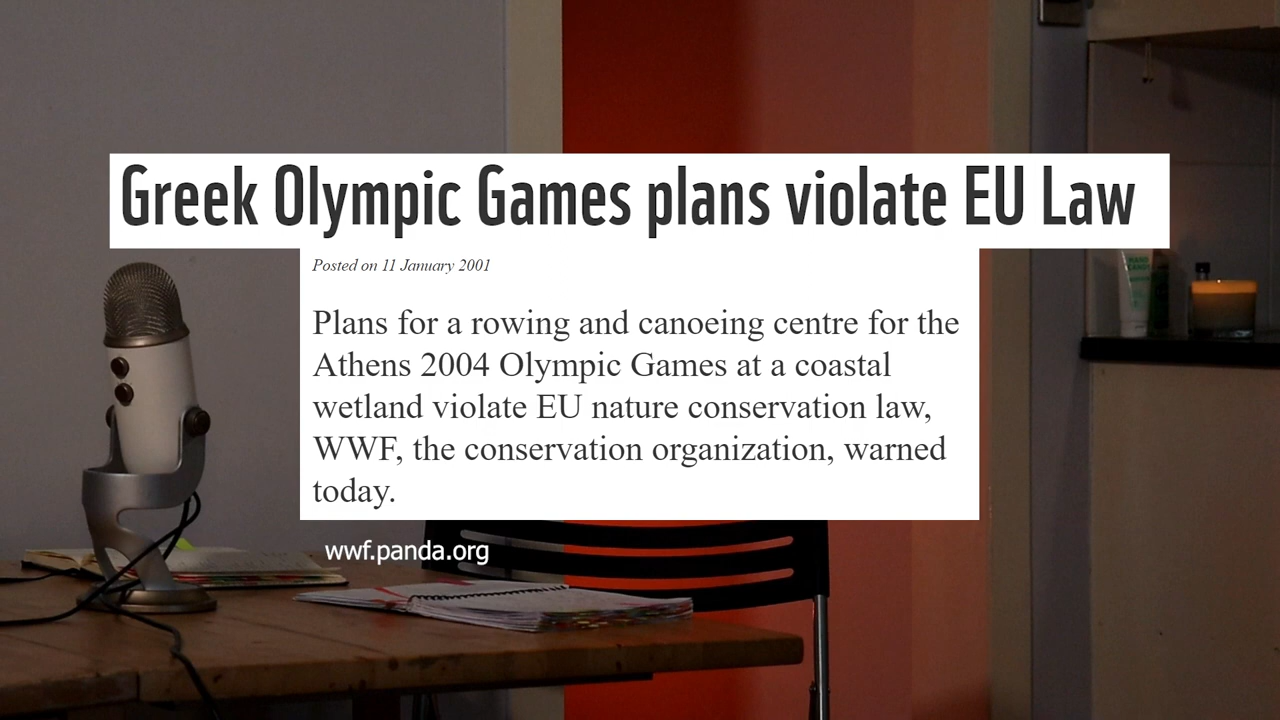 Greek Olympic Games plans violate EU Law
Posted on 11 January 2001
Plans for a rowing and canoeing centre for the
Athens 2004 Olympic Games at a coastal
wetland violate EU nature conservation law,
WWF, the conservation organization, warned
today.
wwf.panda.org